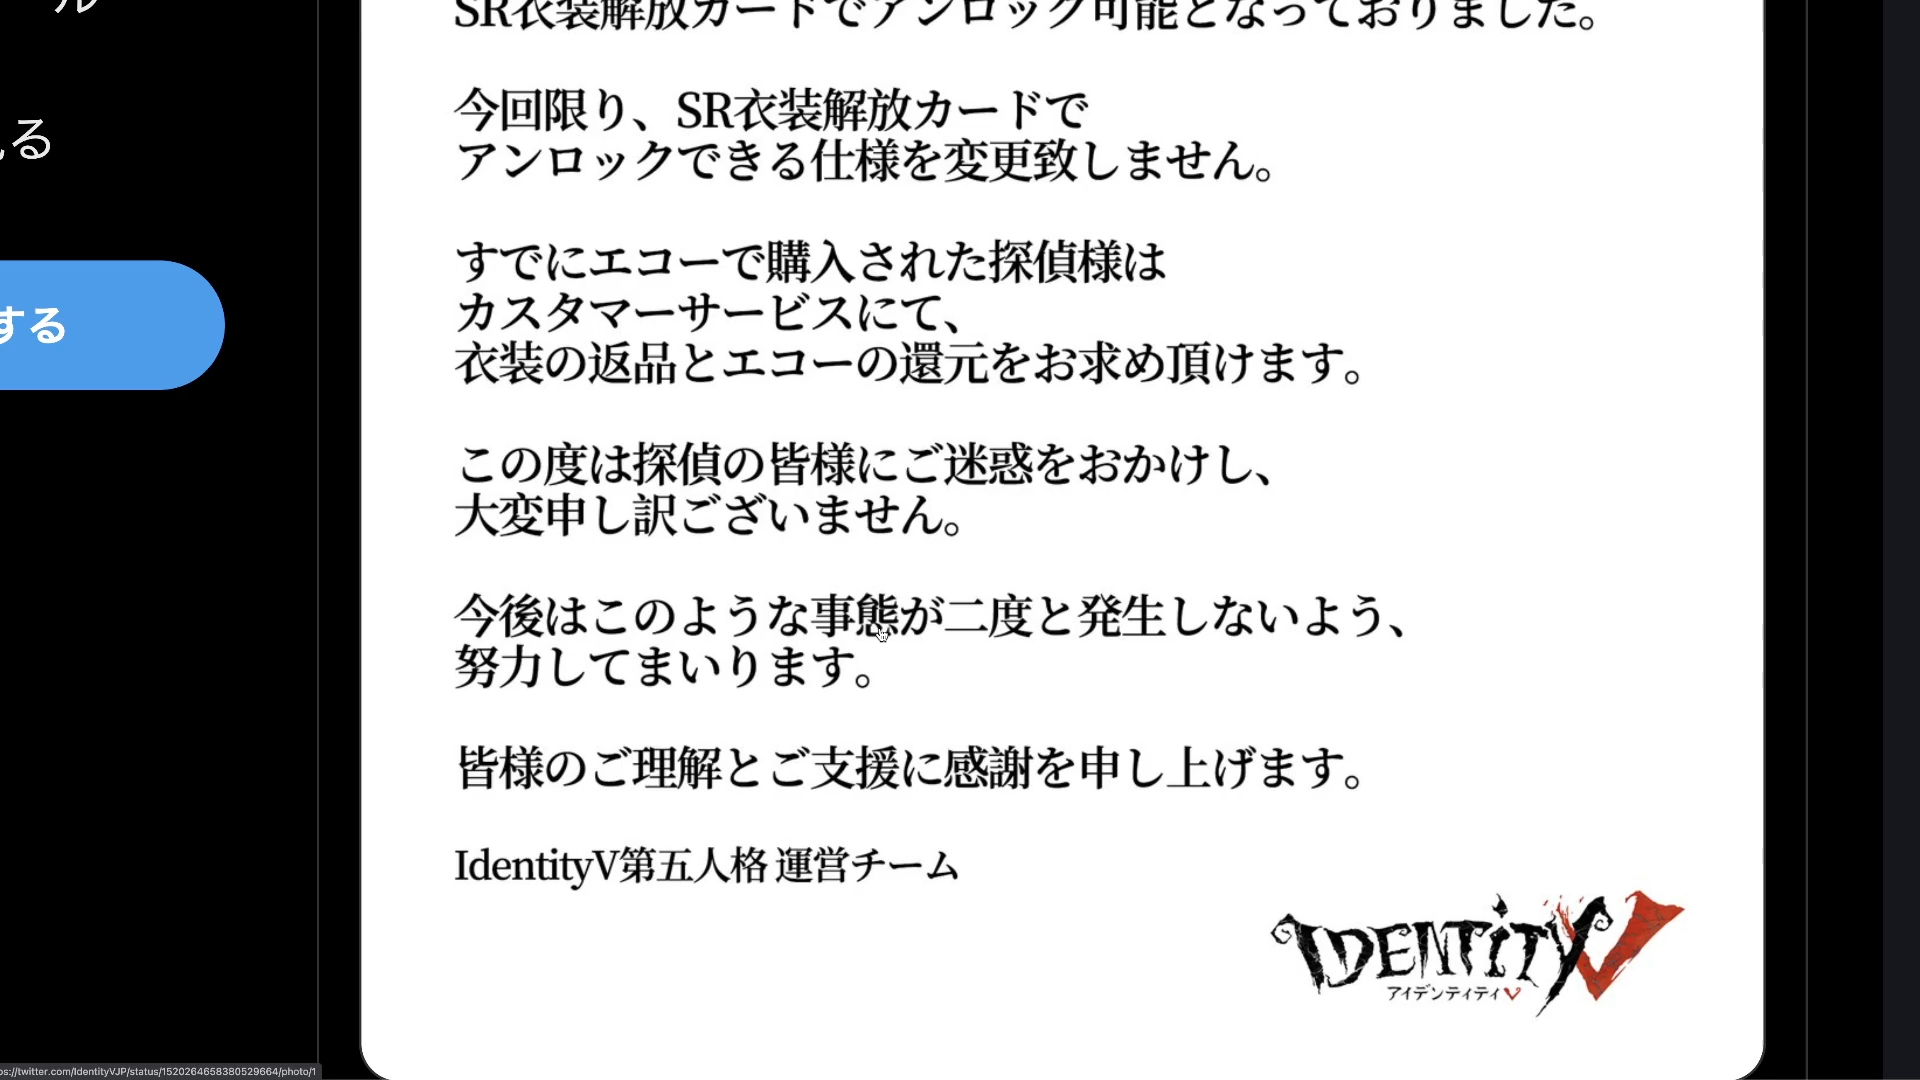 SR衣装解放カードでアンロック可能となっておりました。
今回限り、SR衣装解放カードで
アンロックできる仕様を変更致しません。
すでにエコーで購入された探偵様は
カスタマーサービスにて、
衣装の返品とエコーの還元をお求め頂けます。
この度は探偵の皆様にご迷惑をおかけし、
大変申し訳ございません。
今後はこのような事態が二度と発生しないよう、
努力してまいります。
皆様のご理解とご支援に感謝を申し上げます。
IdentityV第五人格 運営チーム
IDENTITY V
アイデンティティV
る
する
ps://twitter.com/IdentityVJP/status/1520264658380529664/photo/1